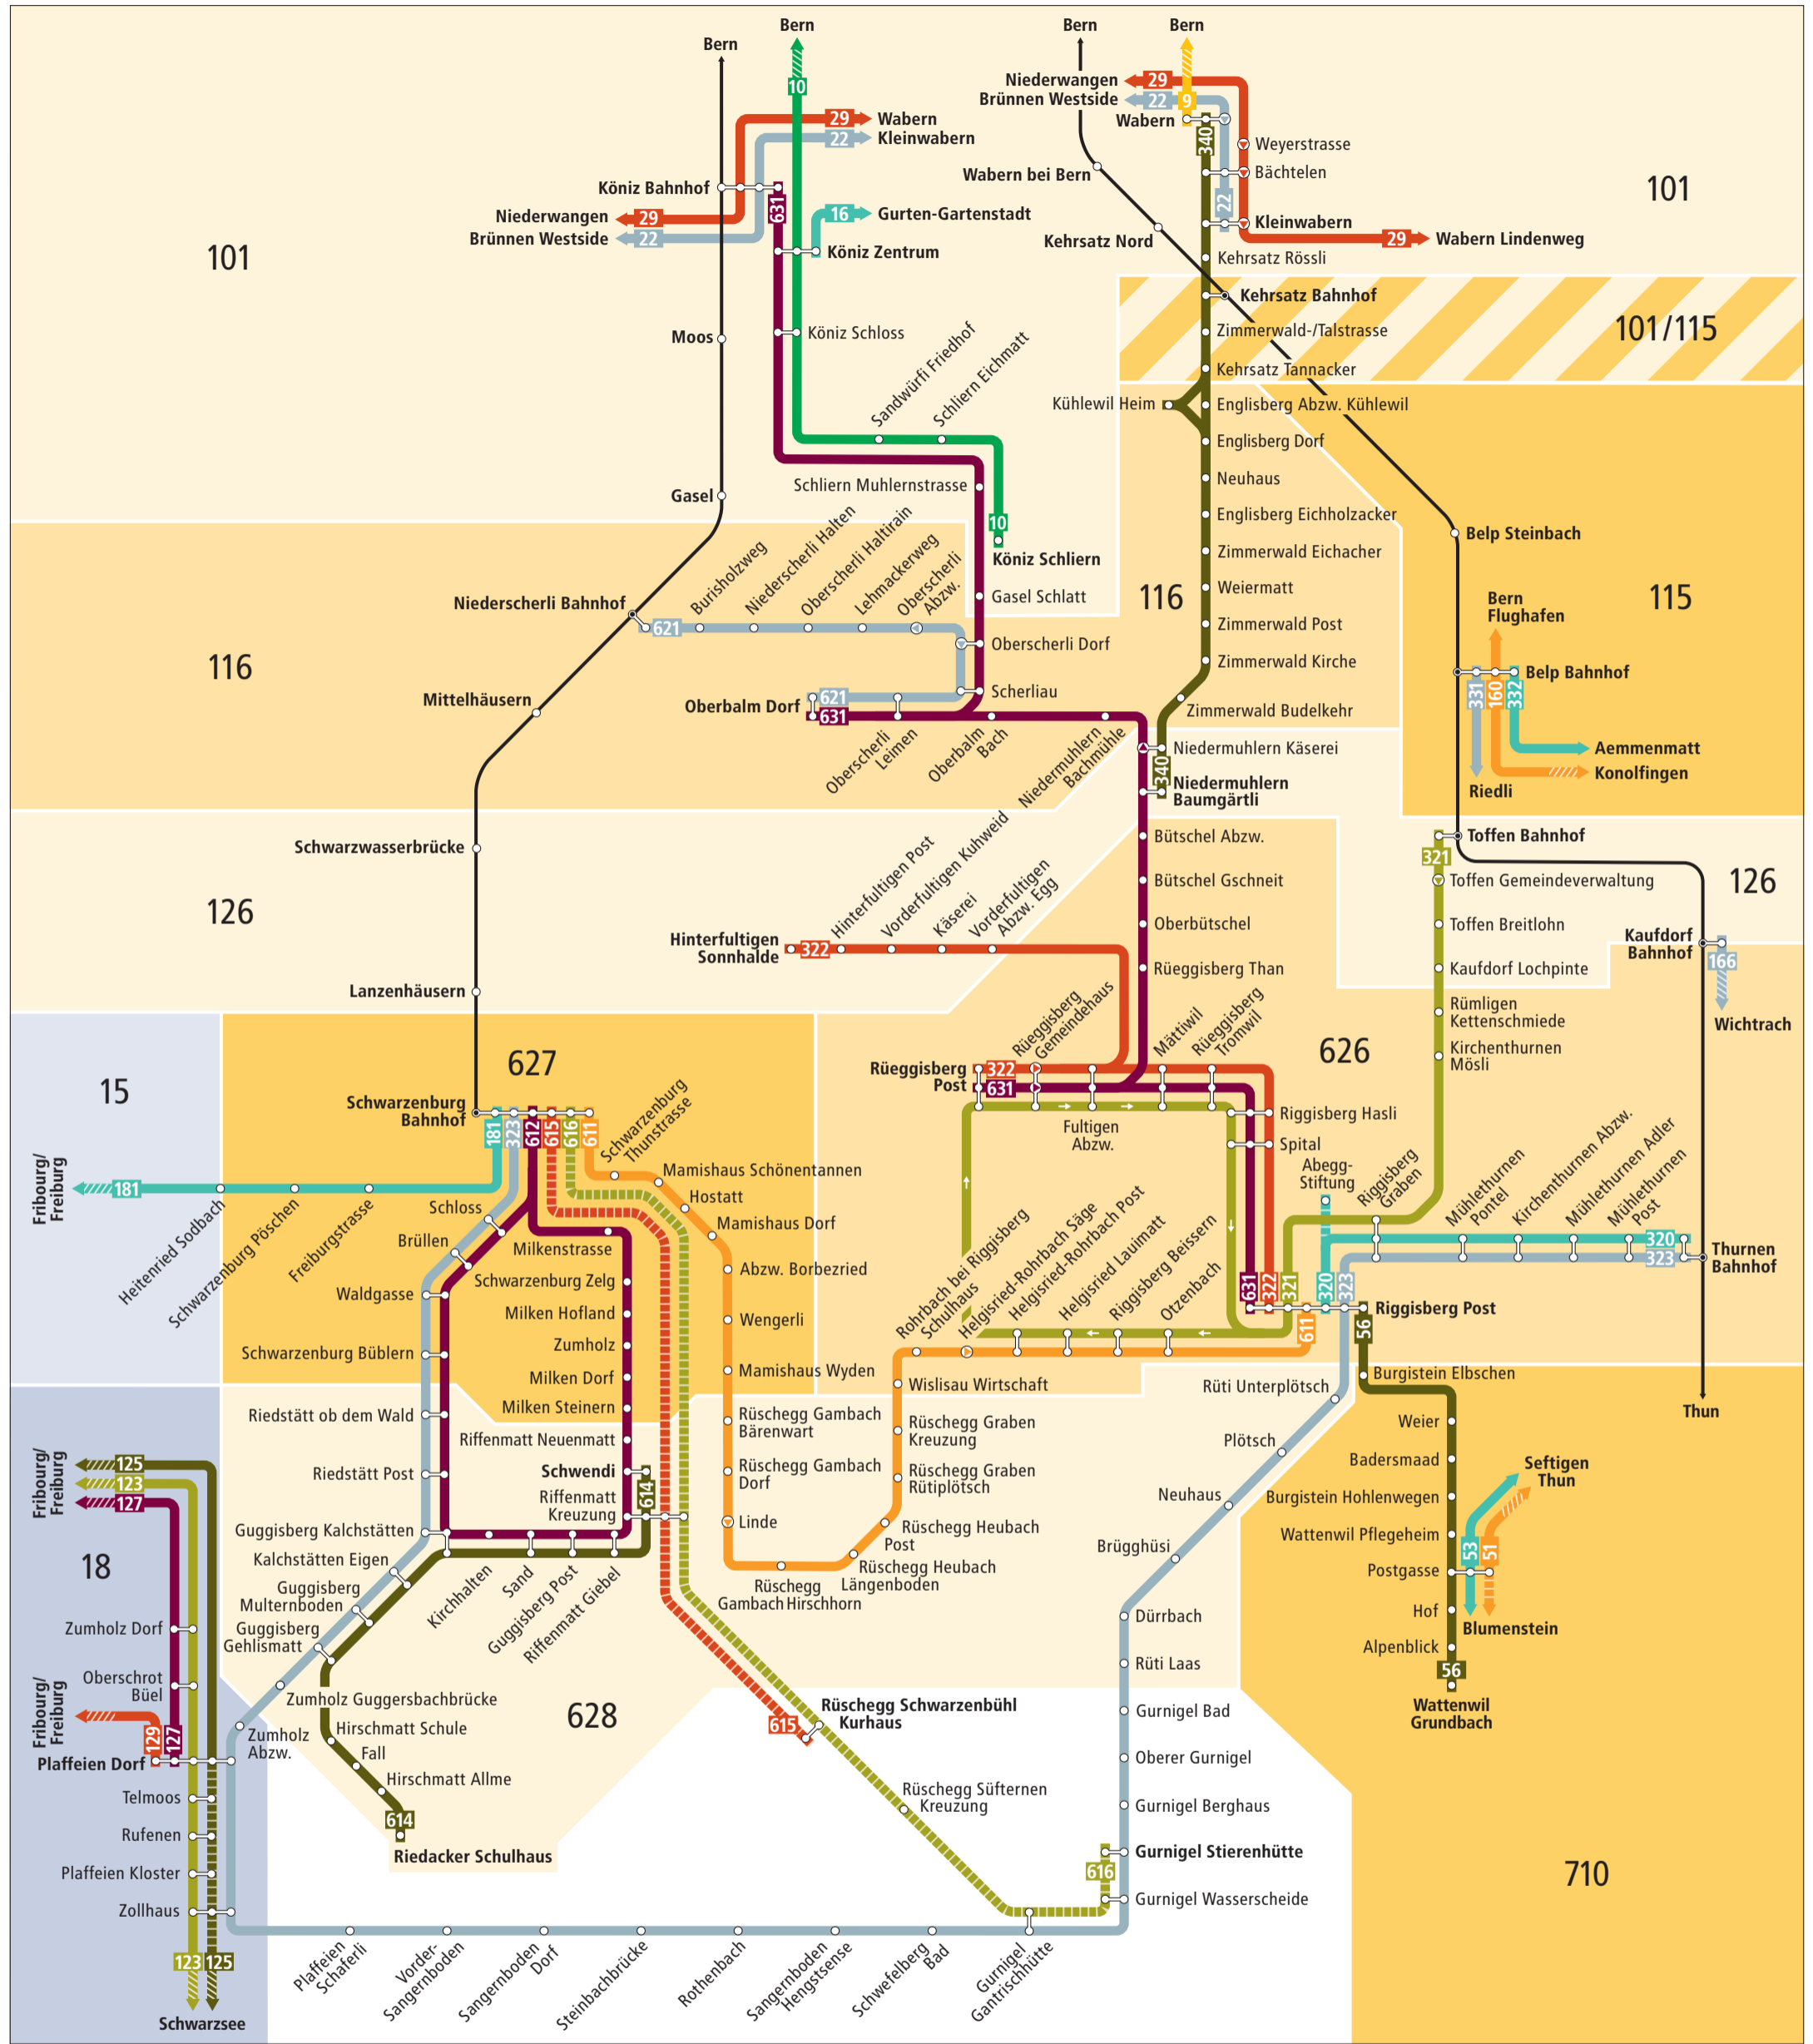 Bern
Bern
Bern
Bern
10
29
Wabern
22
Kleinwabern
Köniz Bahnhof
631
Niederwangen
29
Brünnen Westside
22
16
Gurten-Gartenstadt
Köniz Zentrum
101
Moos
Köniz Schloss
Sandwürfi Friedhof
Schliern Eichmatt
Gasel
Schliern Muhlernstrasse
10
Köniz Schliern
Niederwangen
29
Brünnen Westside
22
9
Wabern
340
Weyerstrasse
Bächtelen
22
Wabern bei Bern
Kleinwabern
Kehrsatz Nord
29
Wabern Lindenweg
101
Kehrsatz Rössli
Kehrsatz Bahnhof
Zimmerwald-/Talstrasse
101/115
Kehrsatz Tannacker
Kühlewil Heim
Englisberg Abzw. Kühlewil
Englisberg Dorf
Neuhaus
Englisberg Eichholzacker
Zimmerwald Eichacher
Weiermatt
Zimmerwald Post
Zimmerwald Kirche
Zimmerwald Budelkehr
116
Belp Steinbach
115
Bern
Flughafen
Belp Bahnhof
331
160
332
Aemmenmatt
Konolfingen
Riedli
Niederscherli Bahnhof
621
Burisholzweg
Niederscherli Halten
Oberscherli Haltirain
Lehmackerweg
Oberscherli
Abzw.
Gasel Schlatt
Oberscherli Dorf
Scherliau
116
Mittelhäusern
Oberbalm Dorf
621
631
Oberscherli
Leimen
Oberbalm
Bach
Niedermuhlern
Bachmühle
Niedermuhlern Käserei
340
Niedermuhlern
Baumgärtli
Schwarzwasserbrücke
126
Lanzenhäusern
Bütschel Abzw.
Bütschel Gschneit
Oberbütschel
Rüeggisberg Than
Toffen Bahnhof
321
Toffen Gemeindeverwaltung
126
Toffen Breitlohn
Kaufdorf
Bahnhof
166
Kaufdorf Lochpinte
Rümligen
Kettenschmiede
Wichtrach
Kirchenthurnen
Mösli
Hinterfultigen
Sonnhalde
322
Hinterfultigen Post
Vorderfultigen Kuhweid
Käserei
Vorderfultigen
Abzw. Egg
15
627
626
Schwarzenburg
Bahnhof
181
323
612
615
616
611
Schwarzenburg
Thunstrasse
Rüeggisberg
Post
322
631
Rüeggisberg
Gemeindehaus
Mättiwil
Rüeggisberg
Tromwil
Fultigen
Abzw.
Riggisberg Hasli
Spital
Abegg-
Stiftung
Riggisberg
Graben
Mühlethurnen
Pontel
Kirchenthurnen Abzw.
Mühlethurnen Adler
Mühlethurnen
Post
320
323
Thurnen
Bahnhof
631
322
321
320
323
Riggisberg Post
611
56
Fribourg/
Freiburg
181
Heitenried Sodbach
Schwarzenburg Pöschen
Freiburgstrasse
Schloss
Brüllen
Waldgasse
Schwarzenburg Büblern
Riedstätt ob dem Wald
Riedstätt Post
Guggisberg Kalchstätten
Kalchstätten Eigen
Guggisberg
Multernboden
Guggisberg
Gehlismatt
Zumholz Guggersbachbrücke
Zumholz
Abzw.
Milkenstrasse
Schwarzenburg Zelg
Milken Hofland
Zumholz
Milken Dorf
Milken Steinern
Riffenmatt Neuenmatt
Schwendi
614
Riffenmatt
Kreuzung
Kirchhalten
Sand
Guggisberg Post
Riffenmatt Giebel
Mamishaus Schönentannen
Hostatt
Mamishaus Dorf
Abzw. Borbezried
Wengerli
Mamishaus Wyden
Rüschegg Gambach
Bärenwart
Rüschegg Gambach
Dorf
Linde
Rüschegg
Gambach Hirschhorn
Rüschegg Heubach
Längenboden
Rüschegg Heubach
Post
Rüschegg Graben
Rütiplötsch
Rüschegg Graben
Kreuzung
Wislisau Wirtschaft
Rohrbach bei Riggisberg
Schulhaus
Helgisried-Rohrbach Säge
Helgisried-Rohrbach Post
Helgisried Lauimatt
Riggisberg Beissern
Otzenbach
Rüti Unterplötsch
Plötsch
Neuhaus
Brügghüsi
Dürrbach
Rüti Laas
Gurnigel Bad
Oberer Gurnigel
Gurnigel Berghaus
Gurnigel Stierenhütte
616
Gurnigel Wasserscheide
Burgistein Elbschen
Weier
Badersmaad
Burgistein Hohlenwegen
Wattenwil Pflegeheim
Postgasse
Hof
Alpenblick
56
Wattenwil
Grundbach
Seftigen
Thun
53
51
Blumenstein
Thun
710
Fribourg/
Freiburg
125
123
127
18
Zumholz Dorf
Oberschrot
Büel
Fribourg/
Freiburg
129
127
Plaffeien Dorf
Telmoos
Rufenen
Plaffeien Kloster
Zollhaus
123
125
Schwarzsee
Hirschmatt Schule
Fall
Hirschmatt Allme
614
Riedacker Schulhaus
628
615
Rüschegg Schwarzenbühl
Kurhaus
Rüschegg Süfternen
Kreuzung
Plaffeien
Schäferli
Vorder-
Sangernboden
Sangernboden
Dorf
Steinbachbrücke
Rothenbach
Sangernboden
Hengstsense
Schwefelberg
Bad
Gurnigel
Gantrischhütte